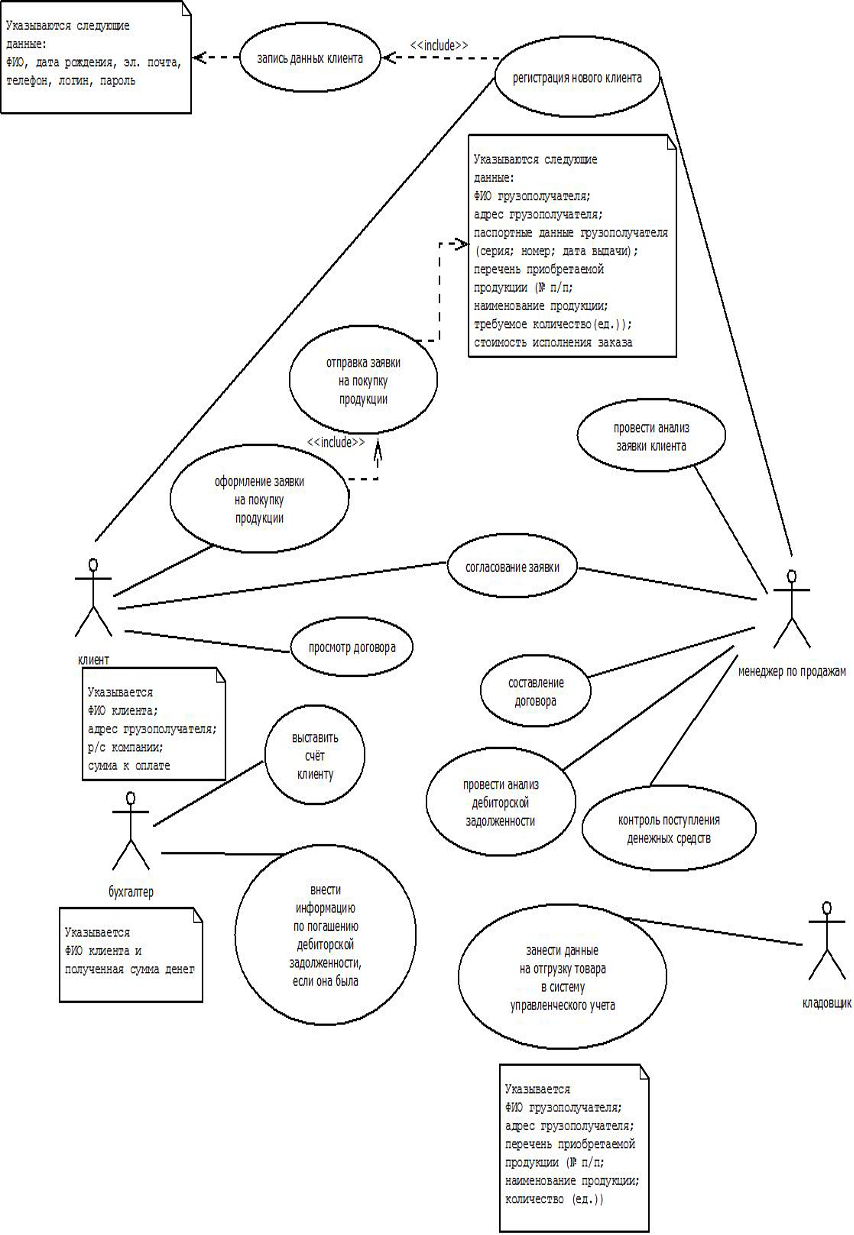 Указываются следующие
данные:
ФИО, дата рождения, эл. почта,
телефон, логин, пароль
запись данных клиента
<<include>>
регистрация нового клиента
Указываются следующие
данные:
ФИО грузополучателя;
адрес грузополучателя;
паспортные данные грузополучателя
(серия; номер; дата выдачи);
перечень приобретаемой
продукции (№ п/п;
наименование продукции;
требуемое количество(ед.));
стоимость исполнения заказа
отправка заявки
на покупку
продукции
<<include>>
оформление заявки
на покупку
продукции
провести анализ
заявки клиента
согласование заявки
клиент
просмотр договора
менеджер по продажам
составление
договора
Указывается
ФИО клиента;
адрес грузополучателя;
р/с компании;
сумма к оплате
выставить
счёт
клиенту
провести анализ
дебиторской
задолженности
контроль поступления
денежных средств
бухгалтер
внести
информацию
по погашению
дебиторской
задолженности,
если она была
Указывается
ФИО клиента и
полученная сумма денег
занести данные
на отгрузку товара
в систему
управленческого учета
кладовщик
Указывается
ФИО грузополучателя;
адрес грузополучателя;
перечень приобретаемой
продукции (№ п/п;
наименование продукции;
количество (ед.))